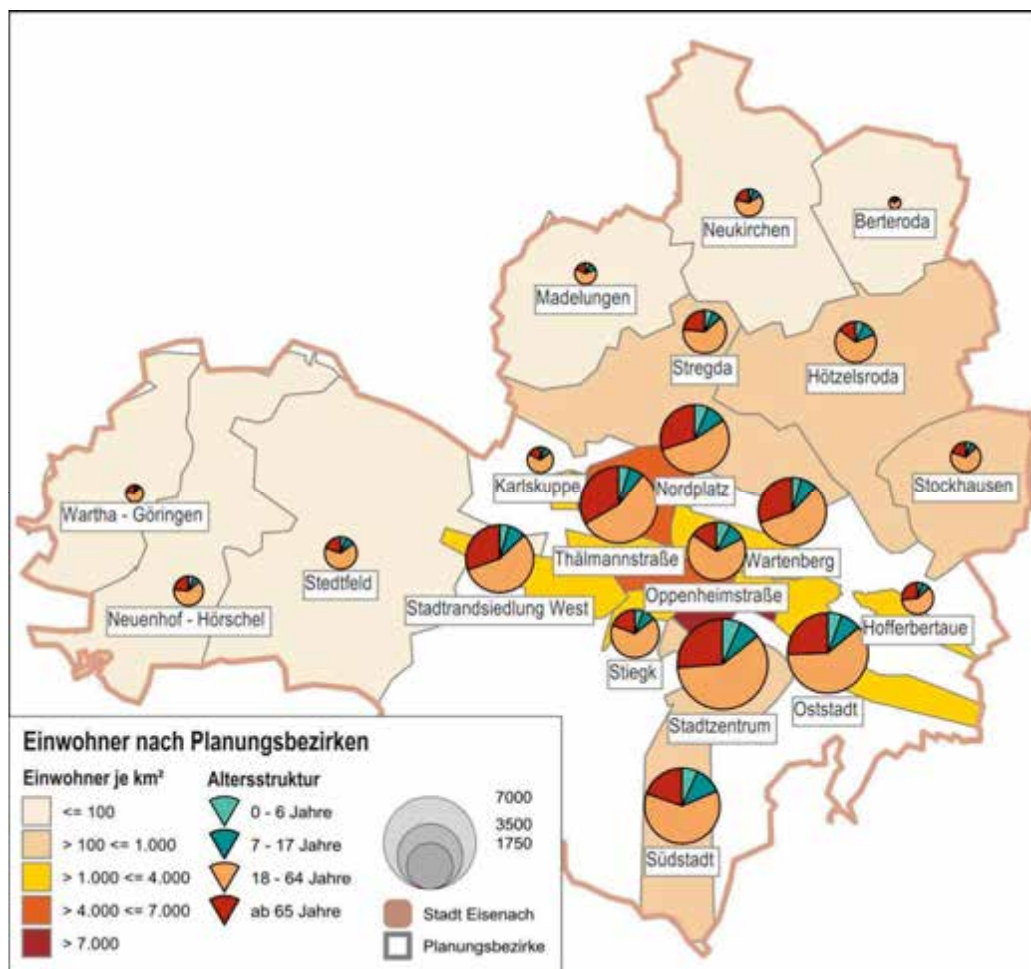 Neukirchen
Berteroda
Madelungen
Stregda
Hötzelsroda
Karlskuppe
Nordplatz
Stockhausen
Wartha - Göringen
Thälmannstraße
Wartenberg
Stedtfeld
Neuenhof - Hörschel
Stadtrandsiedlung West
Oppenheimstraße
Hofferbertaue
Stiegk
Stadtzentrum
Oststadt
Südstadt
Einwohner nach Planungsbezirken
Einwohner je km²
<= 100
> 100 <= 1.000
> 1.000 <= 4.000
> 4.000 <= 7.000
> 7.000
Altersstruktur
0 - 6 Jahre
7 - 17 Jahre
18 - 64 Jahre
ab 65 Jahre
7000
3500
1750
Stadt Eisenach
Planungsbezirke